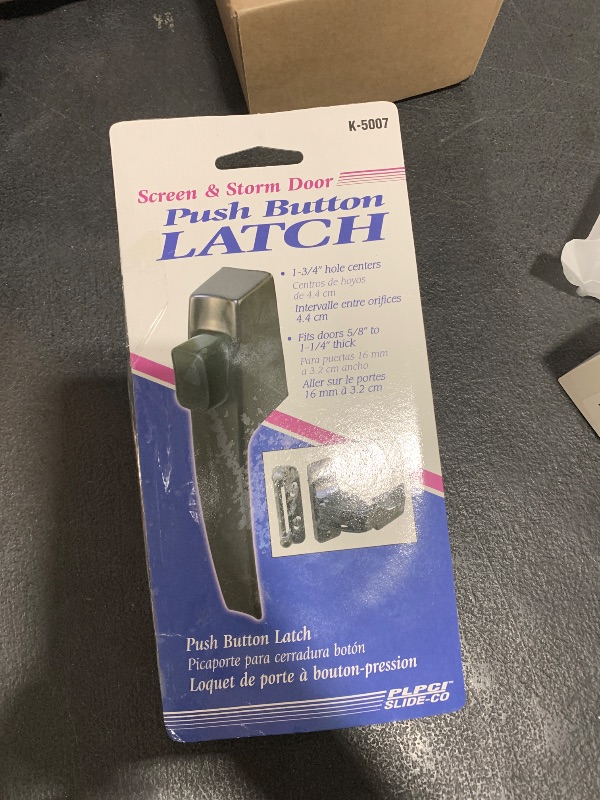 K-5007
Screen & Storm Door
Push Button
LATCH
• 1-3/4" hole centers
Centros de hoyos
de 4.4 cm
Intervalle entre orifices
4.4 cm
• Fits doors 5/8" to
1-1/4" thick
Para puertas 16 mm
a 3.2 cm ancho
Aller sur le portes
16 mm à 3.2 cm
Push Button Latch
Picaporte para cerradura botón
Loquet de porte à bouton-pression
PLPCI™
SLIDE-CO